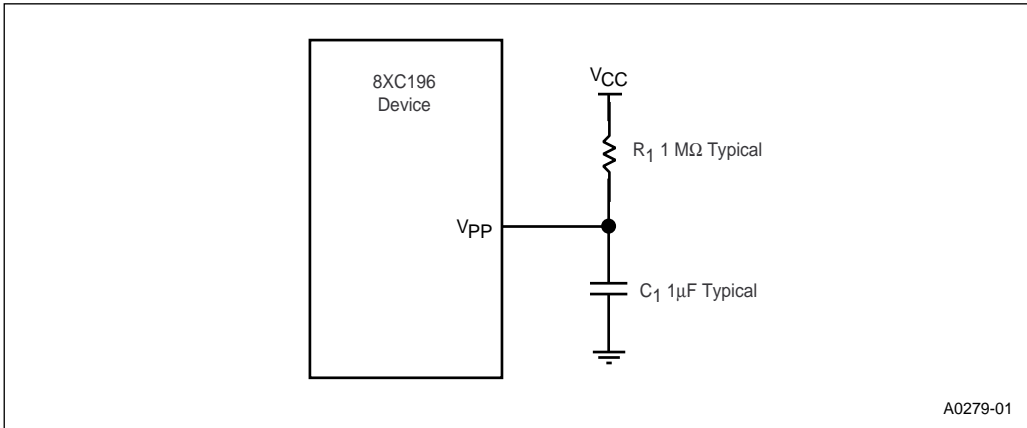 8XC196
Device
VCC
R1 1 MΩ Typical
VPP
C1 1μF Typical
A0279-01